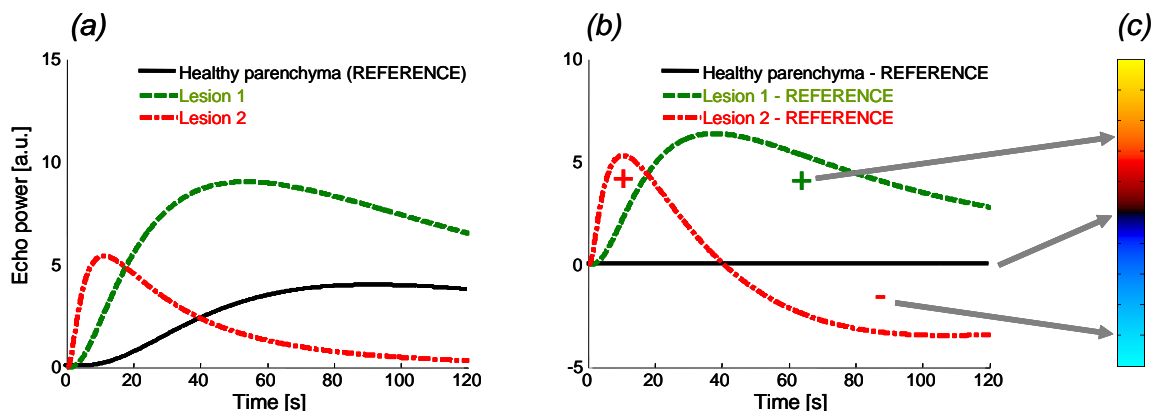 (a)
15
10
5
0
Echo power [a.u.]
Healthy parenchyma (REFERENCE)
Lesion 1
Lesion 2
0 20 40 60 80 100 120
Time [s]
(b)
10
5
0
-5
Healthy parenchyma - REFERENCE
Lesion 1 - REFERENCE
Lesion 2 - REFERENCE
+
+
-
0 20 40 60 80 100 120
Time [s]
(c)